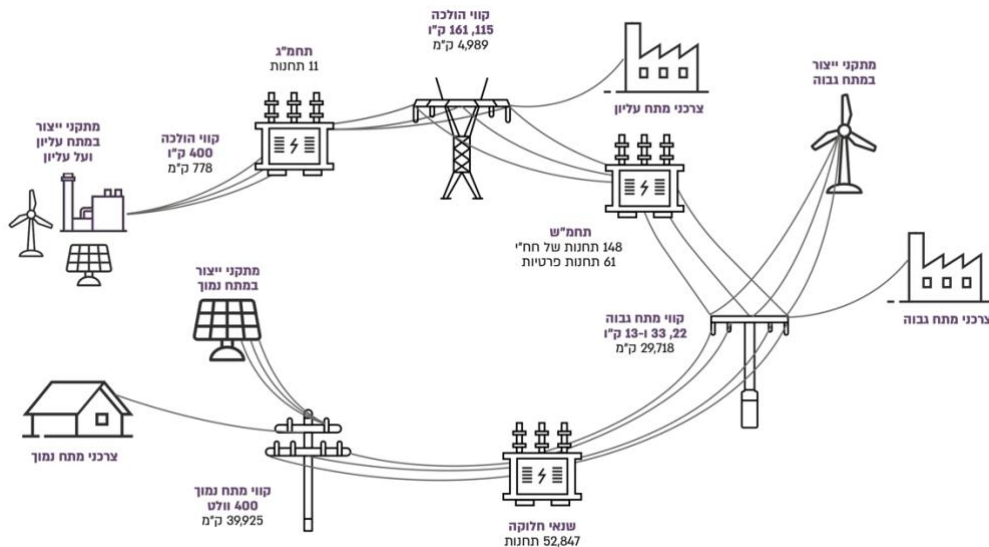 מתקני ייצור
במתח עליון
ועל עליון
קווי הולכה
400 ק"ו
778 ק"מ
תחמ"ג
11 תחנות
קווי הולכה
115, 161 ק"ו
4,989 ק"מ
צרכני מתח עליון
מתקני ייצור
במתח גבוה
תחמ"ש
148 תחנות של חח"י
61 תחנות פרטיות
צרכני מתח גבוה
קווי מתח גבוה
22, 33 ו-13 ק"ו
29,718 ק"מ
מתקני ייצור
במתח נמוך
צרכני מתח נמוך
קווי מתח נמוך
400 וולט
39,925 ק"מ
שנאי חלוקה
52,847 תחנות